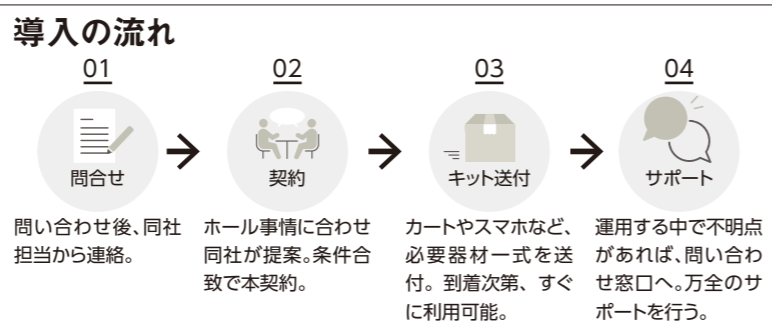 導入の流れ
01
問合せ
問い合わせ後、同社
担当から連絡。
02
契約
ホール事情に合わせ
同社が提案。条件合
致で本契約。
03
キット送付
カートやスマホなど、
必要器材一式を送
付。到着次第、すぐ
に利用可能。
04
サポート
運用する中で不明点
があれば、問い合わ
せ窓口へ。万全のサ
ポートを行う。